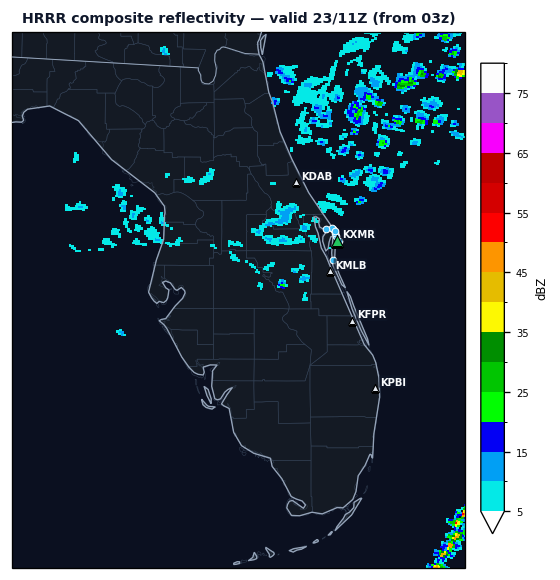 HRRR composite reflectivity — valid 23/11Z (from 03z)
KDAB
KXMR
KMLB
KFPR
KPBI
75
65
55
45
35
25
15
5
dBZ